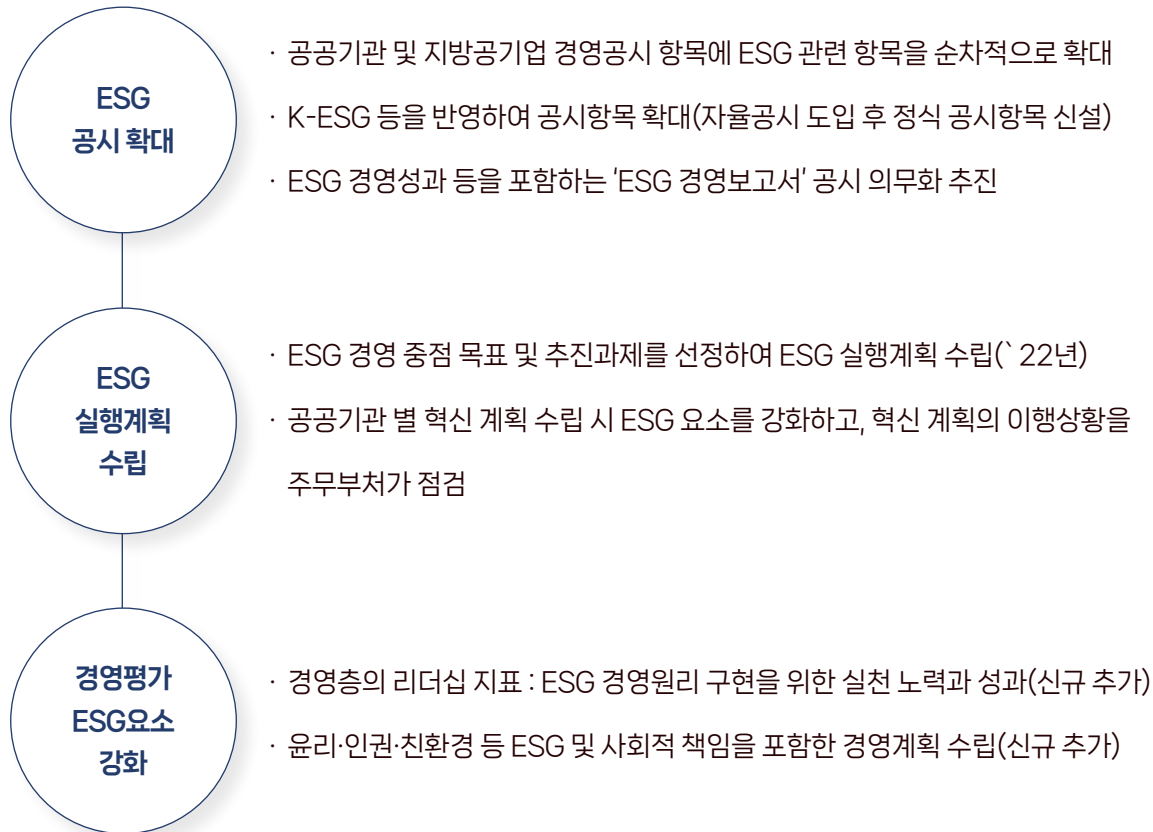 ESG
공시 확대
· 공공기관 및 지방공기업 경영공시 항목에 ESG 관련 항목을 순차적으로 확대
· K-ESG 등을 반영하여 공시항목 확대(자율공시 도입 후 정식 공시항목 신설)
· ESG 경영성과 등을 포함하는 'ESG 경영보고서' 공시 의무화 추진
ESG
실행계획
수립
· ESG 경영 중점 목표 및 추진과제를 선정하여 ESG 실행계획 수립(`22년)
· 공공기관 별 혁신 계획 수립 시 ESG 요소를 강화하고, 혁신 계획의 이행상황을
주무부처가 점검
경영평가
ESG요소
강화
· 경영층의 리더십 지표 : ESG 경영원리 구현을 위한 실천 노력과 성과(신규 추가)
· 윤리·인권·친환경 등 ESG 및 사회적 책임을 포함한 경영계획 수립(신규 추가)